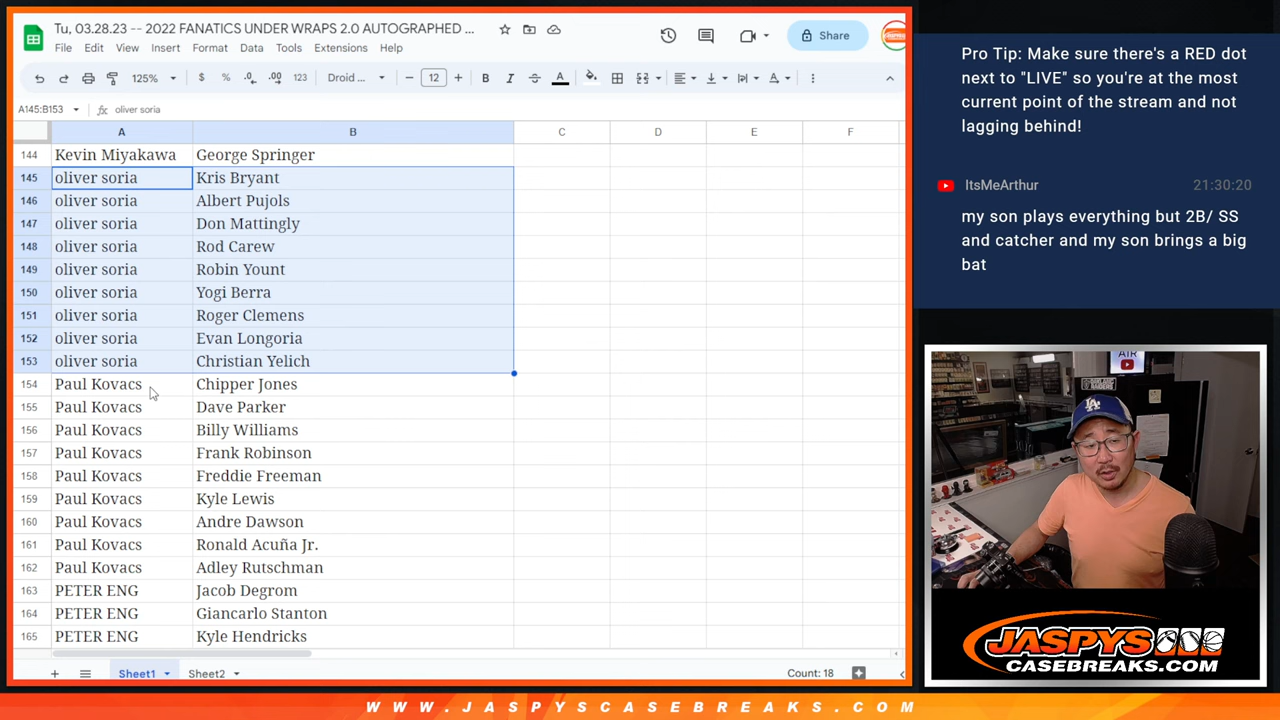 Tu, 03.28.23 -- 2022 FANATICS UNDER WRAPS 2.0 AUTOGRAPHED ...
File Edit View Insert Format Data Tools Extensions Help
Share
125% $ % .0 .00 123 Droid ... 12 B I A
A145:B153 fx oliver soria
A B C D E F
144 Kevin Miyakawa George Springer
145 oliver soria Kris Bryant
146 oliver soria Albert Pujols
147 oliver soria Don Mattingly
148 oliver soria Rod Carew
149 oliver soria Robin Yount
150 oliver soria Yogi Berra
151 oliver soria Roger Clemens
152 oliver soria Evan Longoria
153 oliver soria Christian Yelich
154 Paul Kovacs Chipper Jones
155 Paul Kovacs Dave Parker
156 Paul Kovacs Billy Williams
157 Paul Kovacs Frank Robinson
158 Paul Kovacs Freddie Freeman
159 Paul Kovacs Kyle Lewis
160 Paul Kovacs Andre Dawson
161 Paul Kovacs Ronald Acuña Jr.
162 Paul Kovacs Adley Rutschman
163 PETER ENG Jacob Degrom
164 PETER ENG Giancarlo Stanton
165 PETER ENG Kyle Hendricks
Sheet1 Sheet2 Count: 18
Pro Tip: Make sure there's a RED dot
next to "LIVE" so you're at the most
current point of the stream and not
lagging behind!
ItsMeArthur 21:30:20
my son plays everything but 2B/ SS
and catcher and my son brings a big
bat
AIR
LA
JASPYS
CASEBREAKS.COM
WWW.JASPYSCASEBREAKS.COM